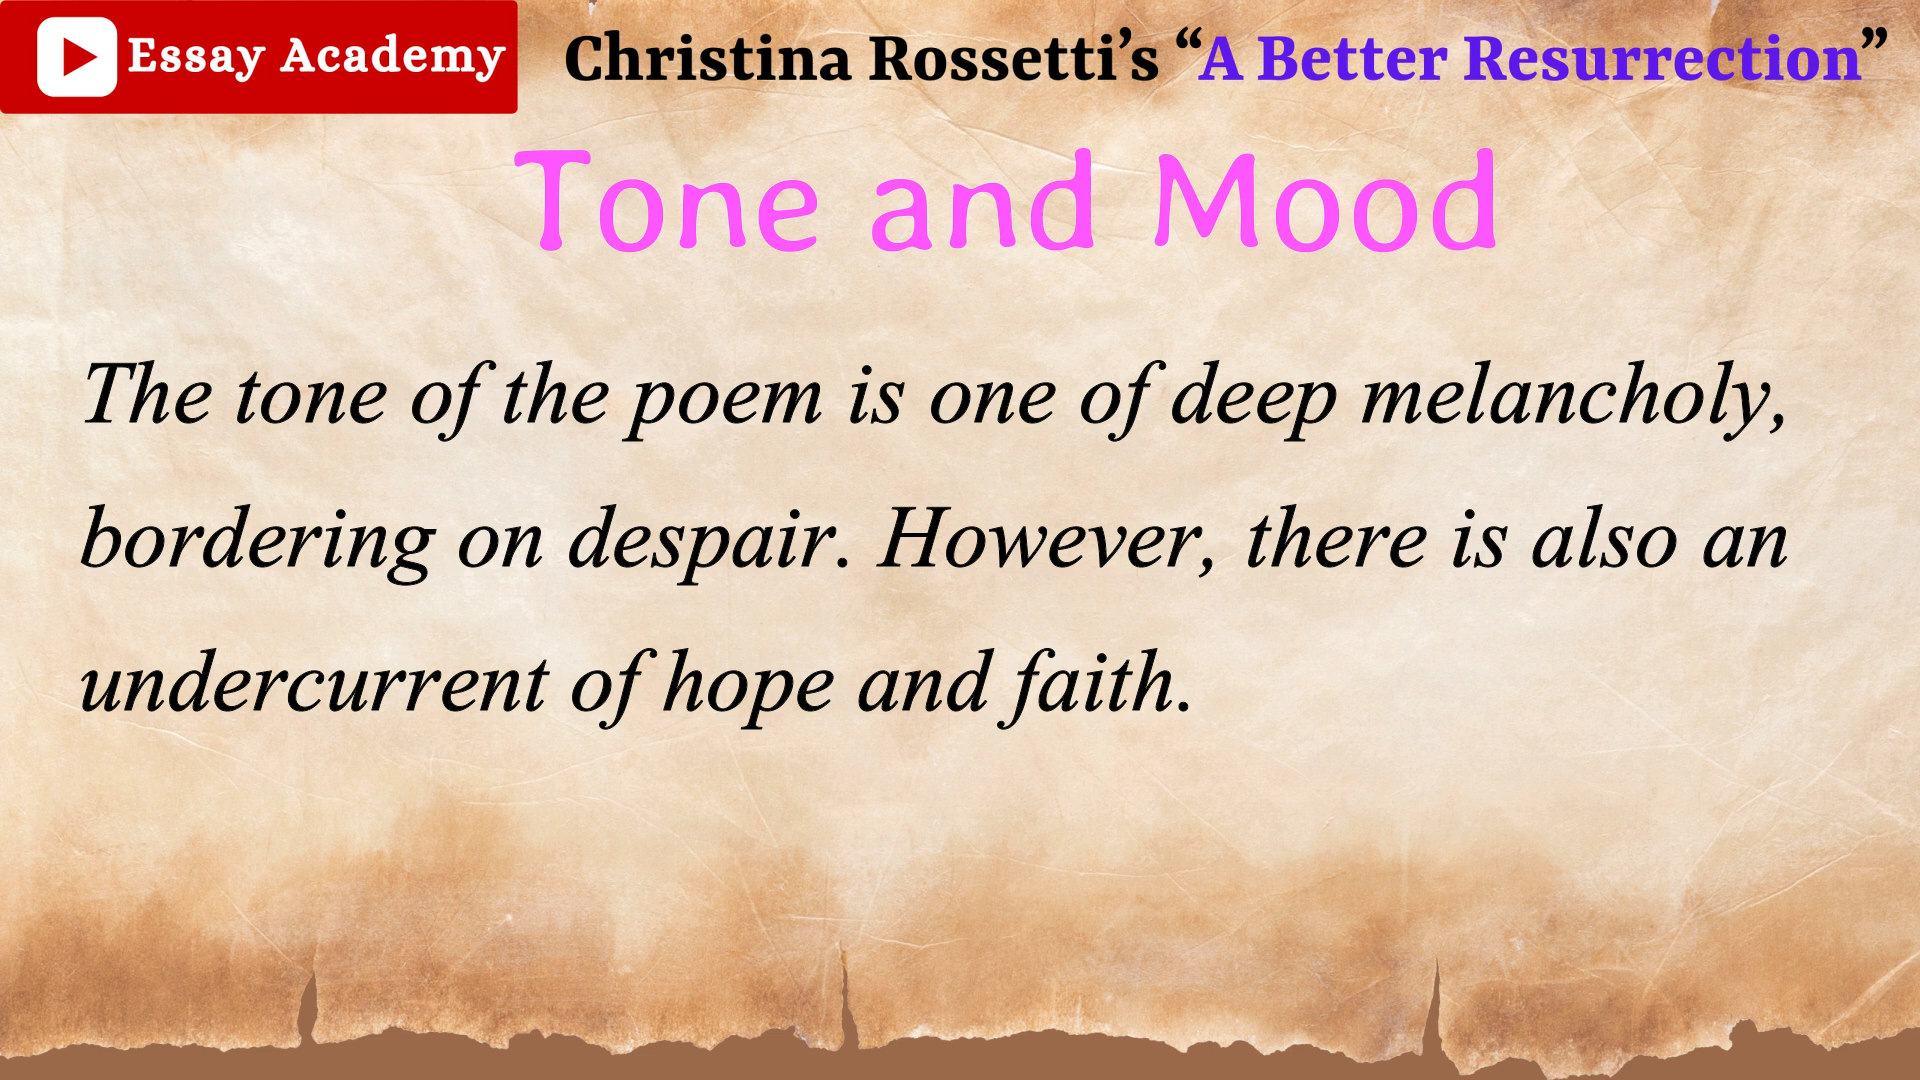 Essay Academy
Christina Rossetti’s “A Better Resurrection”
Tone and Mood
The tone of the poem is one of deep melancholy,
bordering on despair. However, there is also an
undercurrent of hope and faith.